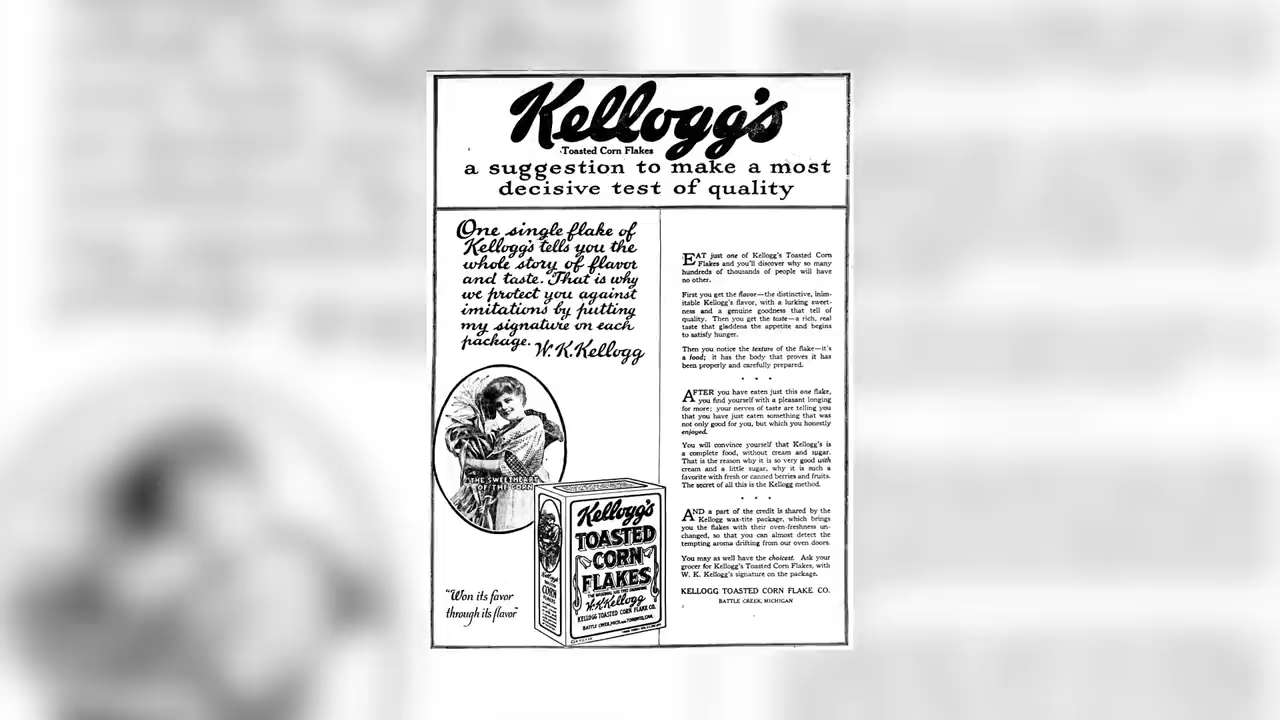 Kellogg's
Toasted Corn Flakes
a suggestion to make a most
decisive test of quality
One single flake of
Kellogg's tells you the
whole story of flavor
and taste. That is why
we protect you against
imitations by putting
my signature on each
package.
W. K. Kellogg
THE SWEETHEART
OF THE CORN
Kellogg's
TOASTED
CORN
FLAKES
W. K. Kellogg
KELLOGG TOASTED CORN FLAKE CO.
BATTLE CREEK, MICH. TORONTO, CAN.
CORN
"Won its favor
through its flavor"
EAT just one of Kellogg's Toasted Corn
Flakes and you'll discover why so many
hundreds of thousands of people will have
no other.
First you get the flavor—the distinctive, inim-
itable Kellogg's flavor, with a lurking sweet-
ness and a genuine goodness that tell of
quality. Then you get the taste—a rich, real
taste that gladdens the appetite and begins
to satisfy hunger.
Then you notice the texture of the flake—it's
a food; it has the body that proves it has
been properly and carefully prepared.
AFTER you have eaten just this one flake,
you find yourself with a pleasant longing
for more; your nerves of taste are telling you
that you have just eaten something that was
not only good for you, but which you honestly
enjoyed.
You will convince yourself that Kellogg's is
a complete food, without cream and sugar.
That is the reason why it is so very good with
cream and a little sugar, why it is such a
favorite with fresh or canned berries and fruits.
The secret of all this is the Kellogg method.
AND a part of the credit is shared by the
Kellogg wax-tite package, which brings
you the flakes with their oven-freshness un-
changed, so that you can almost detect the
tempting aroma drifting from our oven doors.
You may as well have the choicest. Ask your
grocer for Kellogg's Toasted Corn Flakes, with
W. K. Kellogg's signature on the package.
KELLOGG TOASTED CORN FLAKE CO.
BATTLE CREEK, MICHIGAN